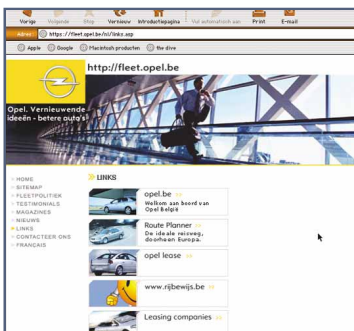 Vorige Volgende Stop Vernieuw Introductiepagina Vul automatisch aan Print E-mail
Adres: https://fleet.opel.be/nl/links.asp
Apple Google Macintosh producten the dive
http://fleet.opel.be
Opel. Vernieuwende
ideeën - betere auto's
HOME
SITEMAP
FLEETPOLITIEK
TESTIMONIALS
MAGAZINES
NIEUWS
LINKS
CONTACTEER ONS
FRANCAIS
LINKS
opel.be
Welkom aan boord van
Opel België
Route Planner
De ideale reisweg,
doorheen Europa.
opel lease
www.rijbewijs.be
Leasing companies